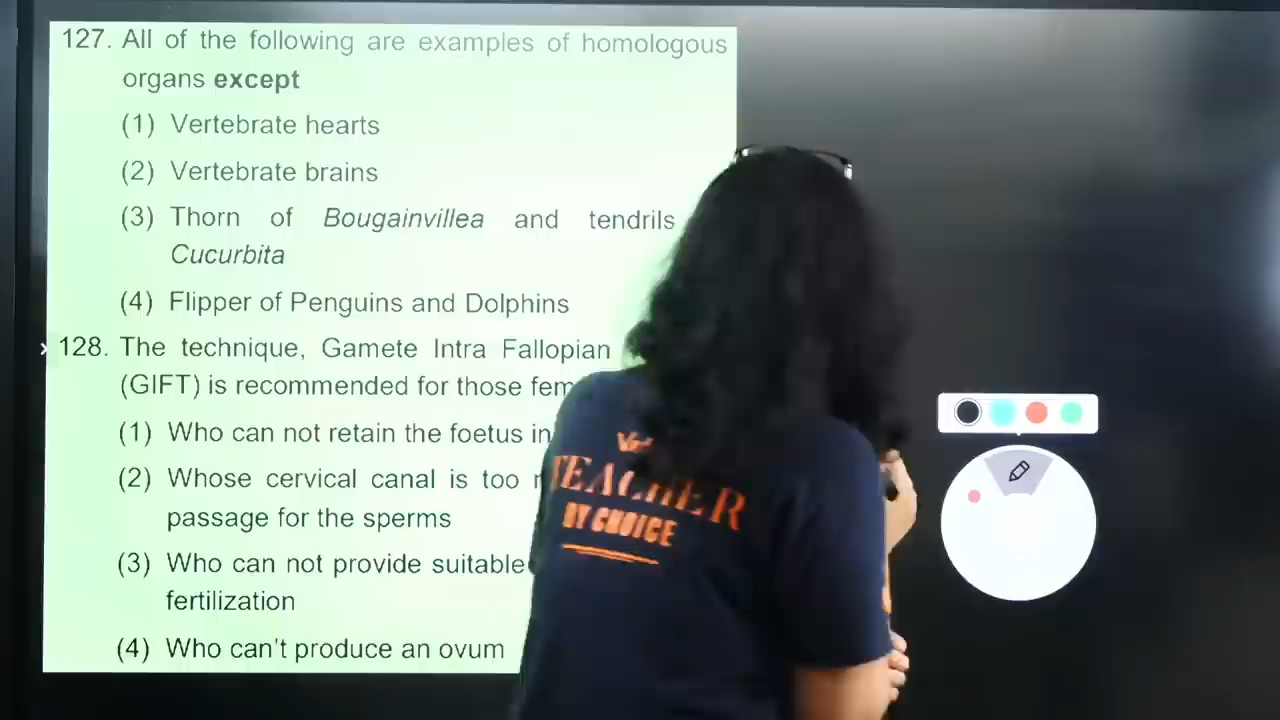 127. All of the following are examples of homologous
organs except
(1) Vertebrate hearts
(2) Vertebrate brains
(3) Thorn of Bougainvillea and tendrils
Cucurbita
(4) Flipper of Penguins and Dolphins
128. The technique, Gamete Intra Fallopian
(GIFT) is recommended for those
(1) Who can not retain the foetus in
(2) Whose cervical canal is too
passage for the sperms
(3) Who can not provide suitable
fertilization
(4) Who can't produce an ovum
TEACHER
BY CHOICE